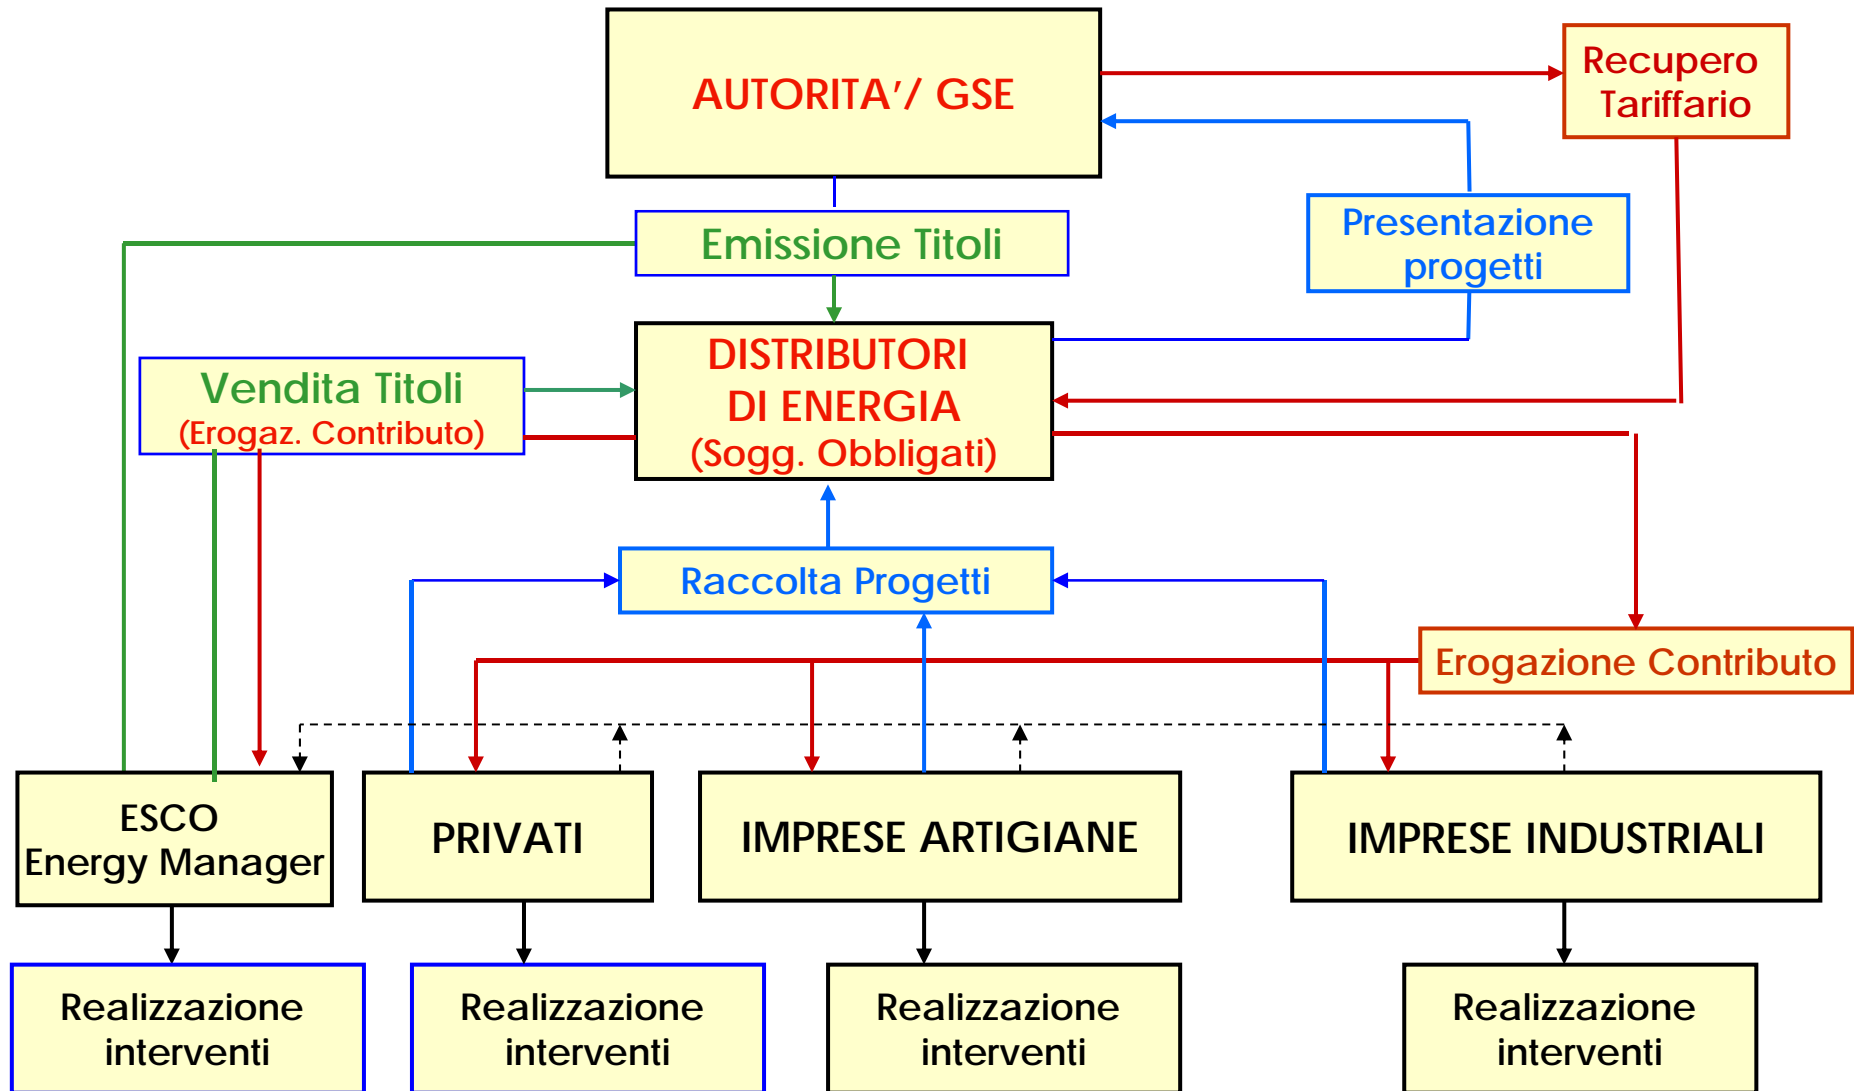 AUTORITA'/ GSE
Recupero
Tariffario
Emissione Titoli
Presentazione
progetti
DISTRIBUTORI
DI ENERGIA
(Sogg. Obbligati)
Vendita Titoli
(Erogaz. Contributo)
Raccolta Progetti
Erogazione Contributo
ESCO
Energy Manager
PRIVATI
IMPRESE ARTIGIANE
IMPRESE INDUSTRIALI
Realizzazione
interventi
Realizzazione
interventi
Realizzazione
interventi
Realizzazione
interventi